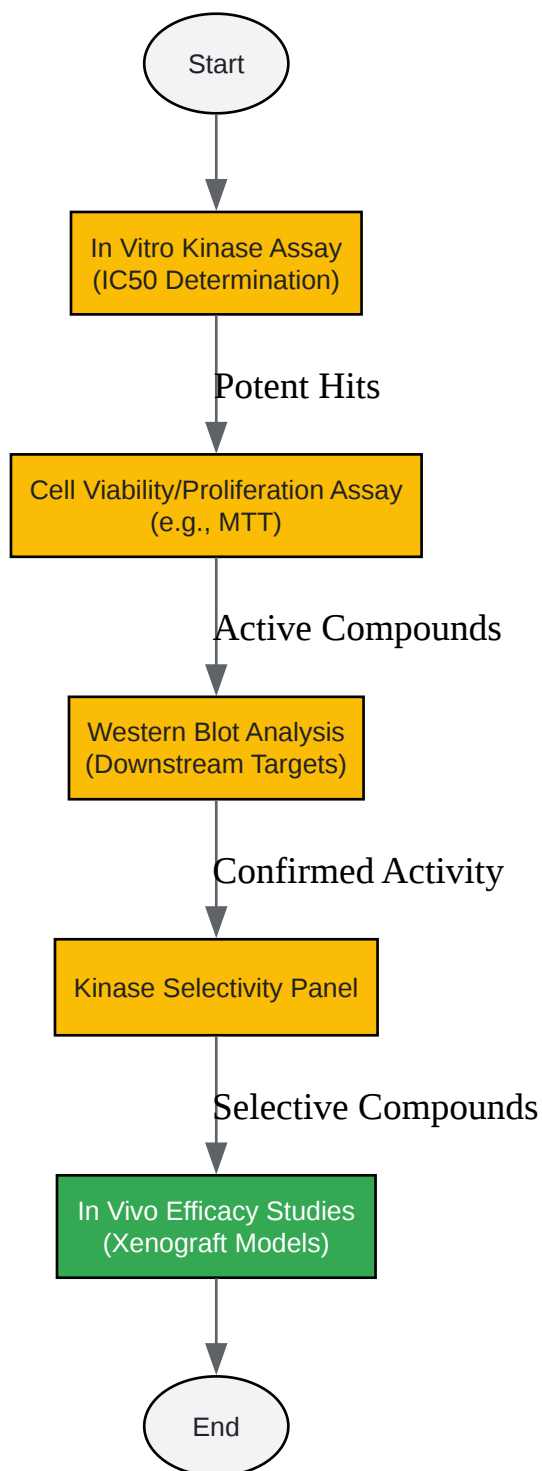 Start
In Vitro Kinase Assay
(IC50 Determination)
Potent Hits
Cell Viability/Proliferation Assay
(e.g., MTT)
Active Compounds
Western Blot Analysis
(Downstream Targets)
Confirmed Activity
Kinase Selectivity Panel
Selective Compounds
In Vivo Efficacy Studies
(Xenograft Models)
End